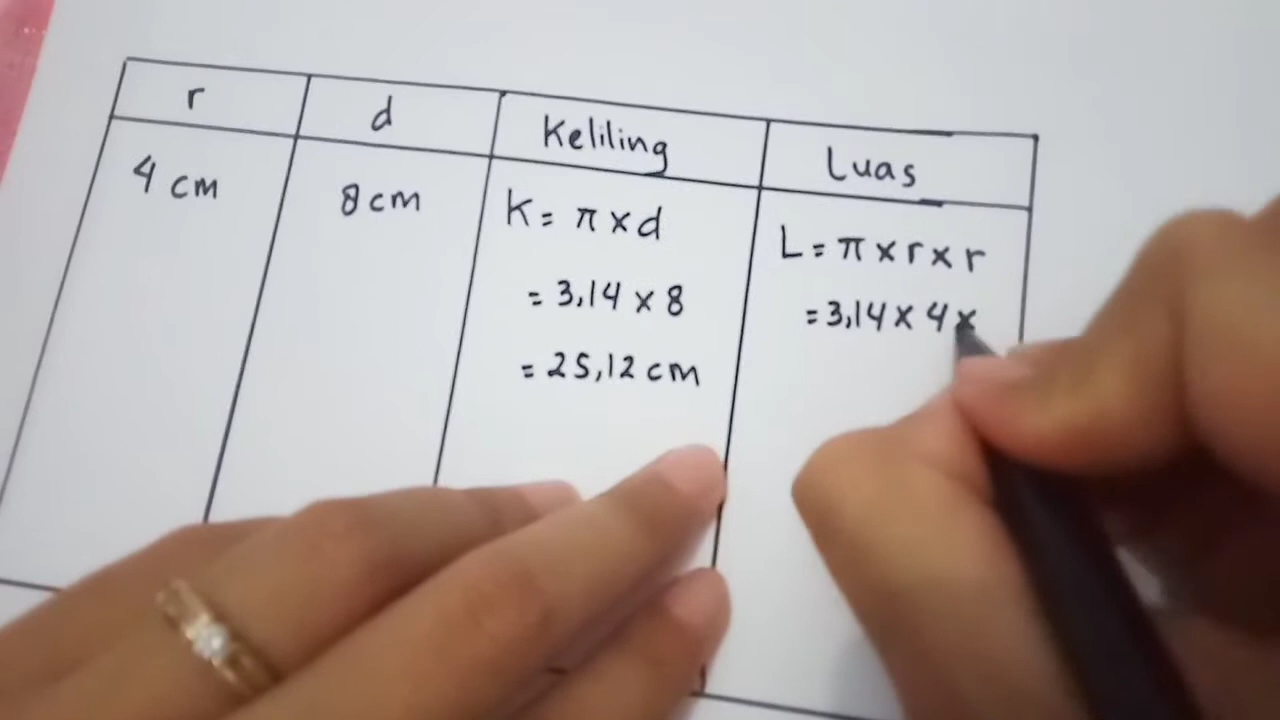 r d Keliling Luas
4 cm 8 cm K = π x d L = π x r x r
= 3,14 x 8 = 3,14 x 4 x
= 25,12 cm